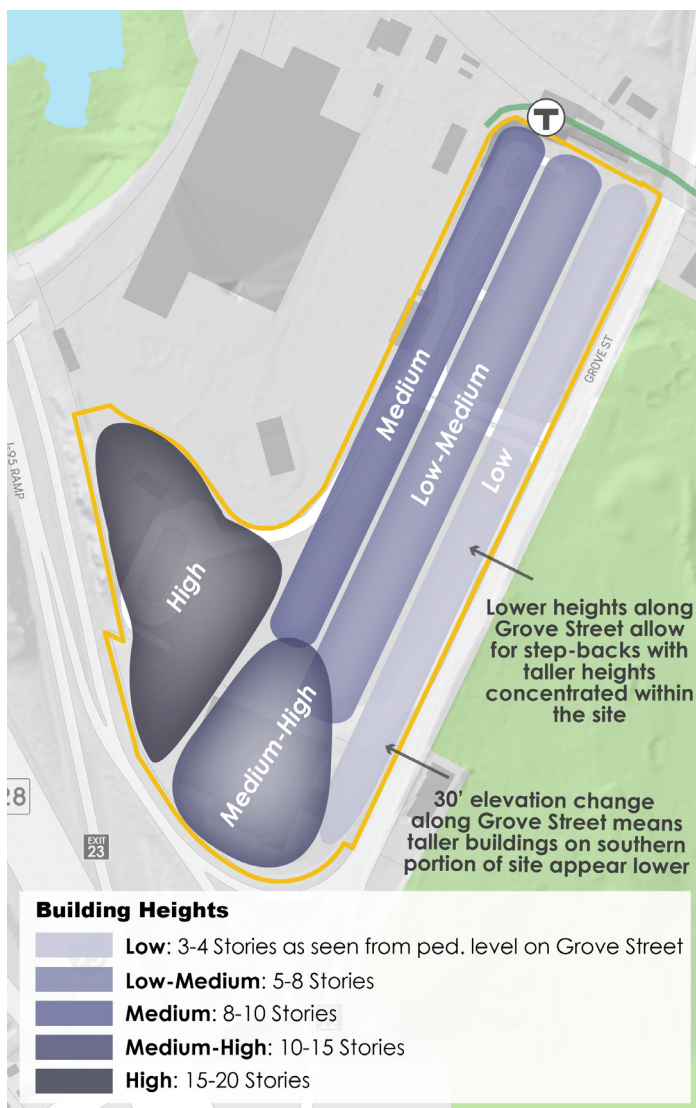 T
GROVE ST
Medium
Low-Medium
Low
I-95 RAMP
High
Lower heights along
Grove Street allow
for step-backs with
taller heights
concentrated within
the site
Medium-High
28
30' elevation change
along Grove Street means
taller buildings on southern
portion of site appear lower
EXIT
23
Building Heights
Low: 3-4 Stories as seen from ped. level on Grove Street
Low-Medium: 5-8 Stories
Medium: 8-10 Stories
Medium-High: 10-15 Stories
High: 15-20 Stories